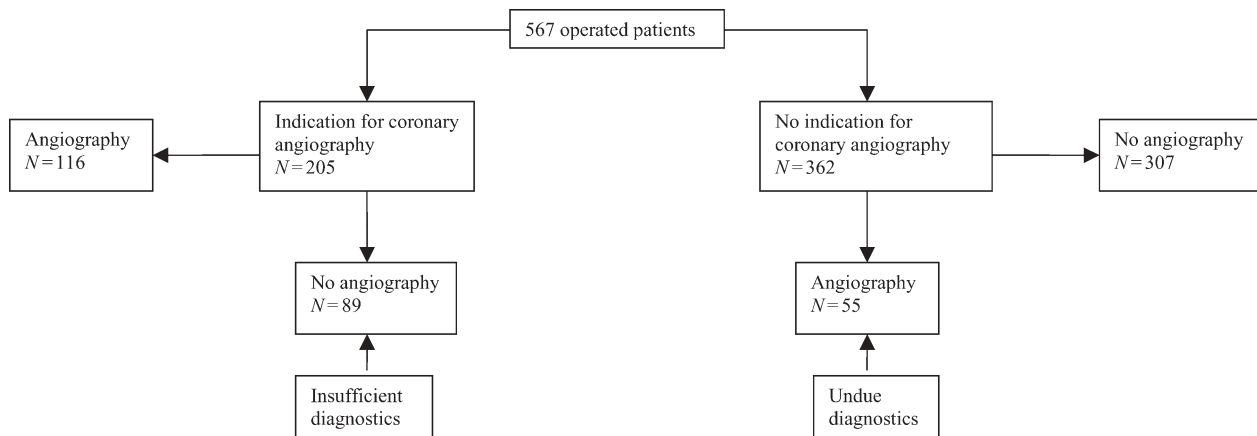 567 operated patients
Indication for coronary
angiography
N=205
No indication for
coronary angiography
N=362
Angiography
N=116
No angiography
N=307
No angiography
N=89
Angiography
N=55
Insufficient
diagnostics
Undue
diagnostics